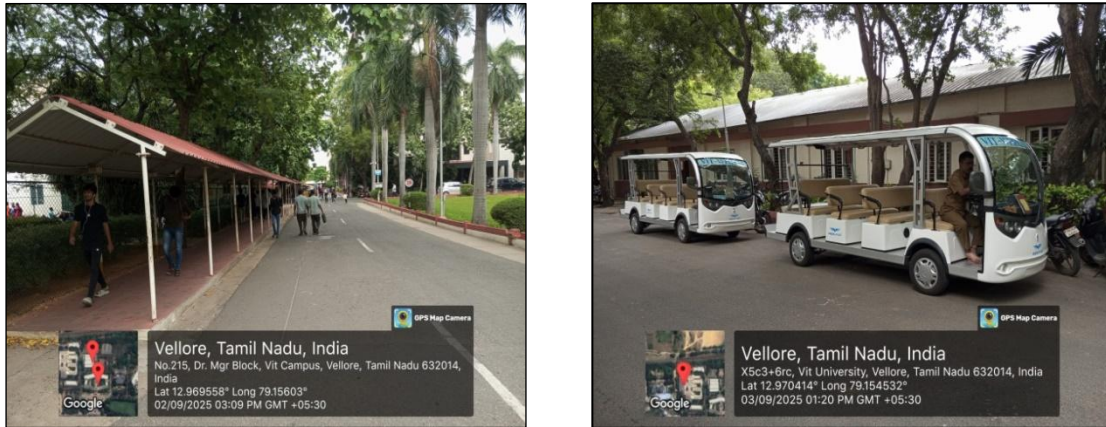 GPS Map Camera
Vellore, Tamil Nadu, India
No.215, Dr. Mgr Block, Vit Campus, Vellore, Tamil Nadu 632014,
India
Lat 12.969558° Long 79.15603°
02/09/2025 03:09 PM GMT +05:30
Google
GPS Map Camera
Vellore, Tamil Nadu, India
X5c3+6rc, Vit University, Vellore, Tamil Nadu 632014, India
Lat 12.970414° Long 79.154532°
03/09/2025 01:20 PM GMT +05:30
Google